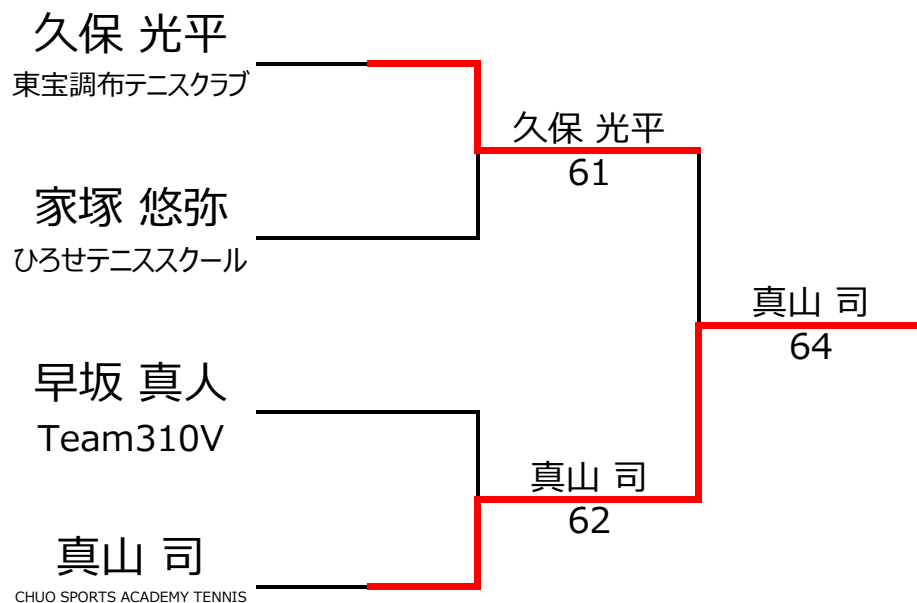 久保 光平
東宝調布テニスクラブ
久保 光平
61
家塚 悠弥
ひろせテニススクール
真山 司
64
早坂 真人
Team310V
真山 司
62
真山 司
CHUO SPORTS ACADEMY TENNIS